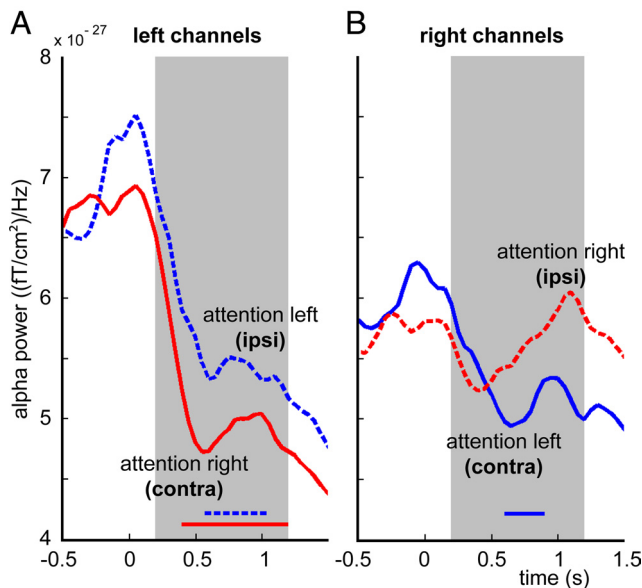 A
B
x 10⁻²⁷
left channels
right channels
8
7
6
5
4
alpha power ((fT/cm²)/Hz)
attention left
(ipsi)
attention right
(contra)
attention right
(ipsi)
attention left
(contra)
-0.5 0 0.5 1
-0.5 0 0.5 1 1.5
time (s)